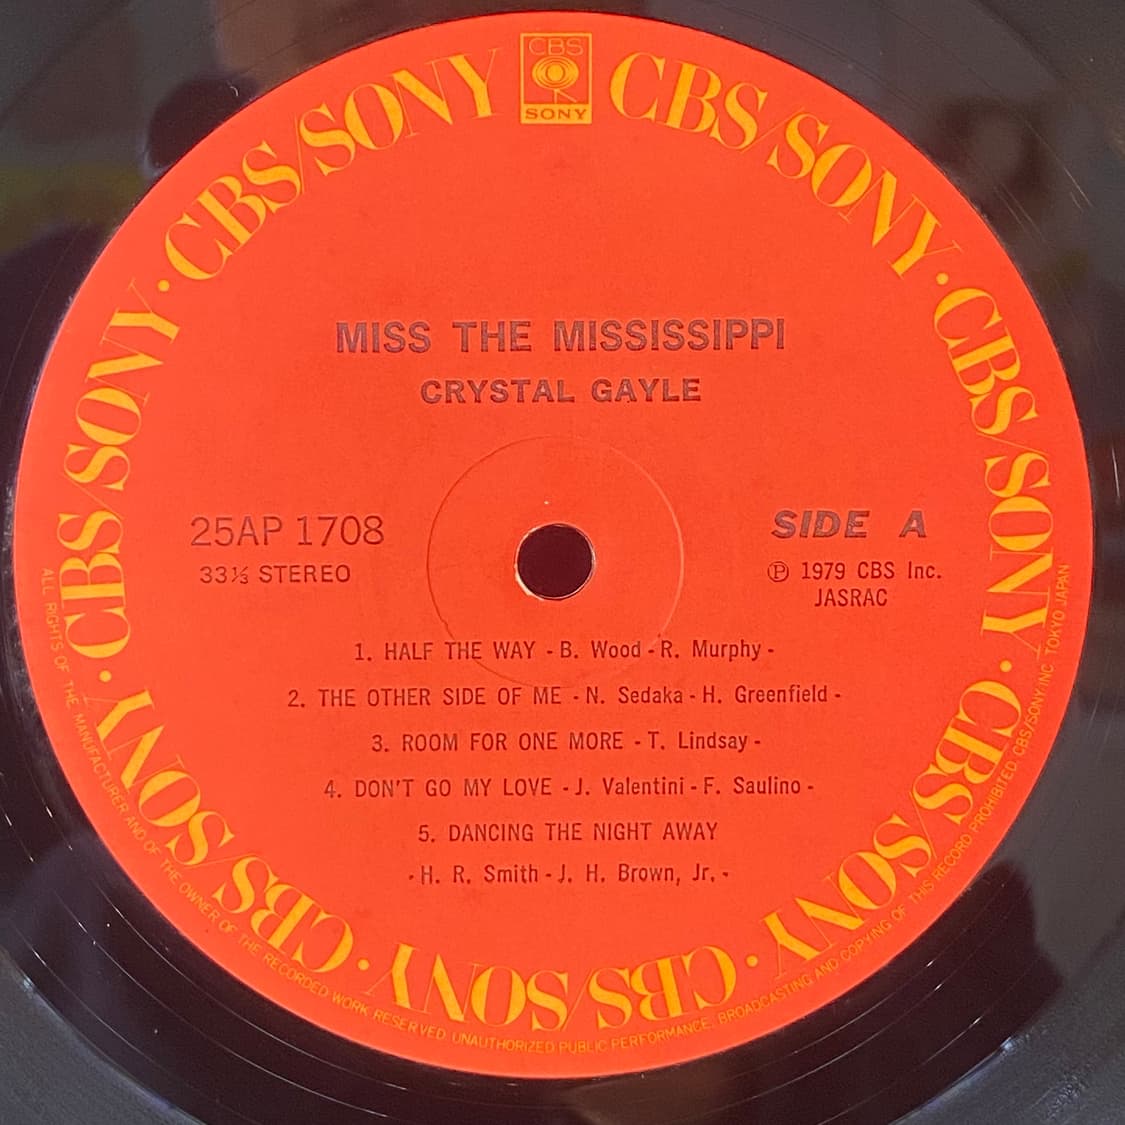 CBS
SONY
CBS/SONY · CBS/SONY · CBS/SONY · CBS/SONY · CBS/SONY · CBS/SONY · CBS/SONY · CBS/SONY
MISS THE MISSISSIPPI
CRYSTAL GAYLE
25AP 1708
33⅓ STEREO
SIDE A
Ⓟ 1979 CBS Inc.
JASRAC
1. HALF THE WAY - B. Wood - R. Murphy -
2. THE OTHER SIDE OF ME - N. Sedaka - H. Greenfield -
3. ROOM FOR ONE MORE - T. Lindsay -
4. DON'T GO MY LOVE - J. Valentini - F. Saulino -
5. DANCING THE NIGHT AWAY
- H. R. Smith - J. H. Brown, Jr. -
ALL RIGHTS OF THE MANUFACTURER AND OF THE OWNER OF THE RECORDED WORK RESERVED UNAUTHORIZED PUBLIC PERFORMANCE. BROADCASTING AND COPYING OF THIS RECORD PROHIBITED CBS/SONY INC TOKYO JAPAN